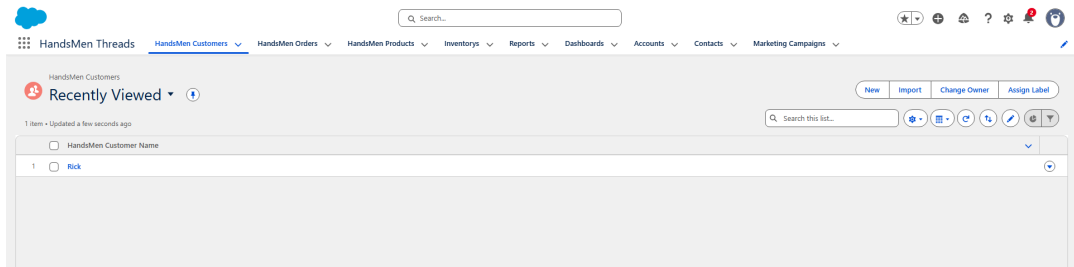 Search...
2
HandsMen Threads HandsMen Customers HandsMen Orders HandsMen Products Inventorys Reports Dashboards Accounts Contacts Marketing Campaigns
HandsMen Customers
Recently Viewed
New Import Change Owner Assign Label
1 item • Updated a few seconds ago
Search this list...
HandsMen Customer Name
1 Rick